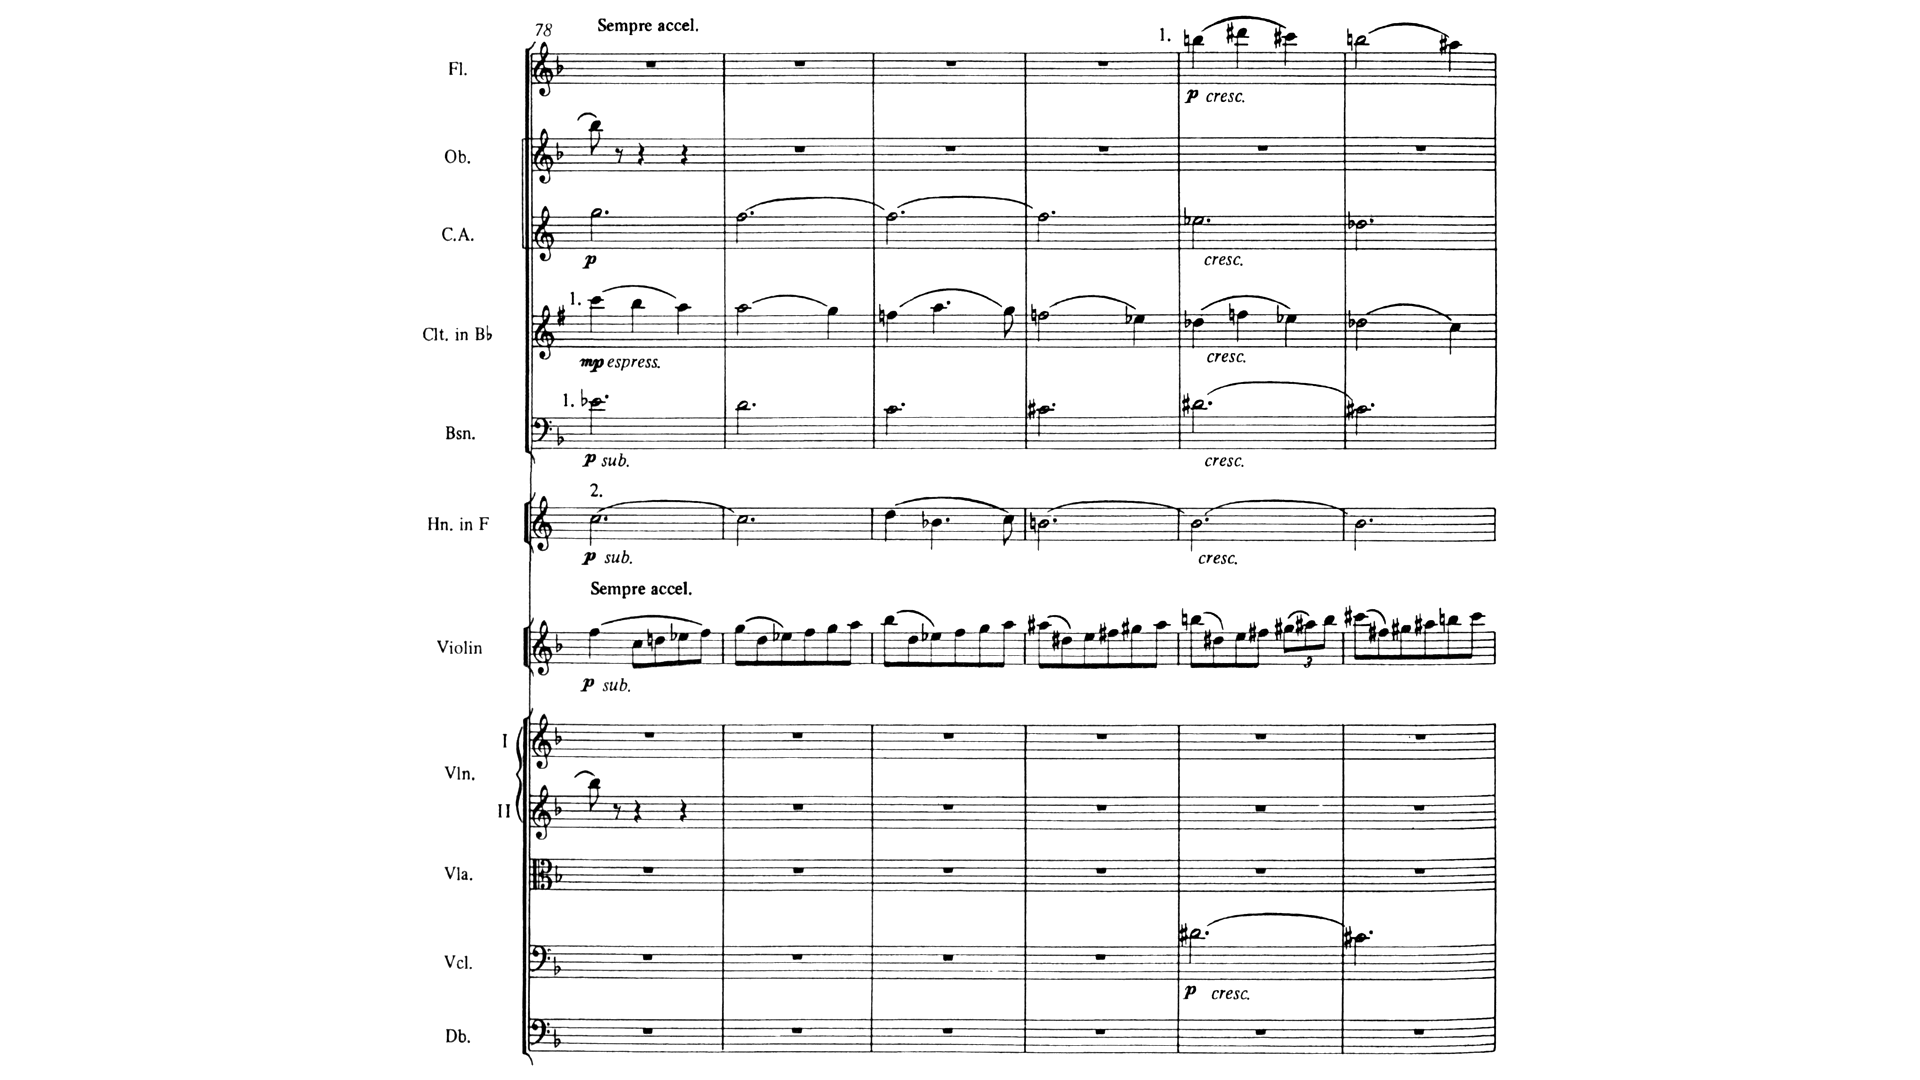 78 Sempre accel.
Fl. 1.
p cresc.
Ob.
C.A.
p cresc.
Clt. in B♭ 1.
mp espress. cresc.
Bsn. 1.
p sub. cresc.
2.
Hn. in F
p sub. cresc.
Sempre accel.
Violin
3
p sub.
I
Vln.
II
Vla.
Vcl.
p cresc.
Db.